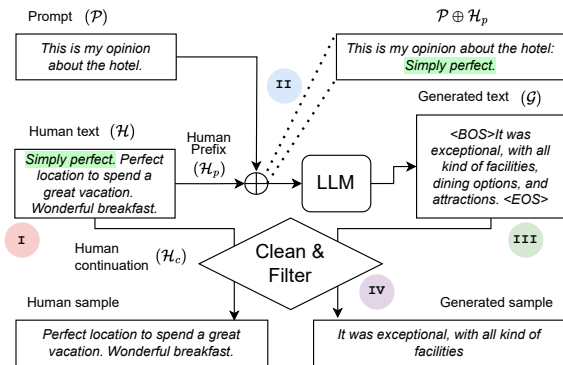 Prompt (𝒫)
This is my opinion
about the hotel.
𝒫 ⊕ ℋp
This is my opinion about the hotel:
Simply perfect.
II
Generated text (𝒢)
Human text (ℋ)
Simply perfect. Perfect
location to spend a
great vacation.
Wonderful breakfast.
Human
Prefix
(ℋp)
LLM
<BOS>It was
exceptional, with all
kind of facilities,
dining options, and
attractions. <EOS>
I
Human
continuation (ℋc)
Clean &
Filter
III
IV
Human sample
Perfect location to spend a great
vacation. Wonderful breakfast.
Generated sample
It was exceptional, with all kind of
facilities